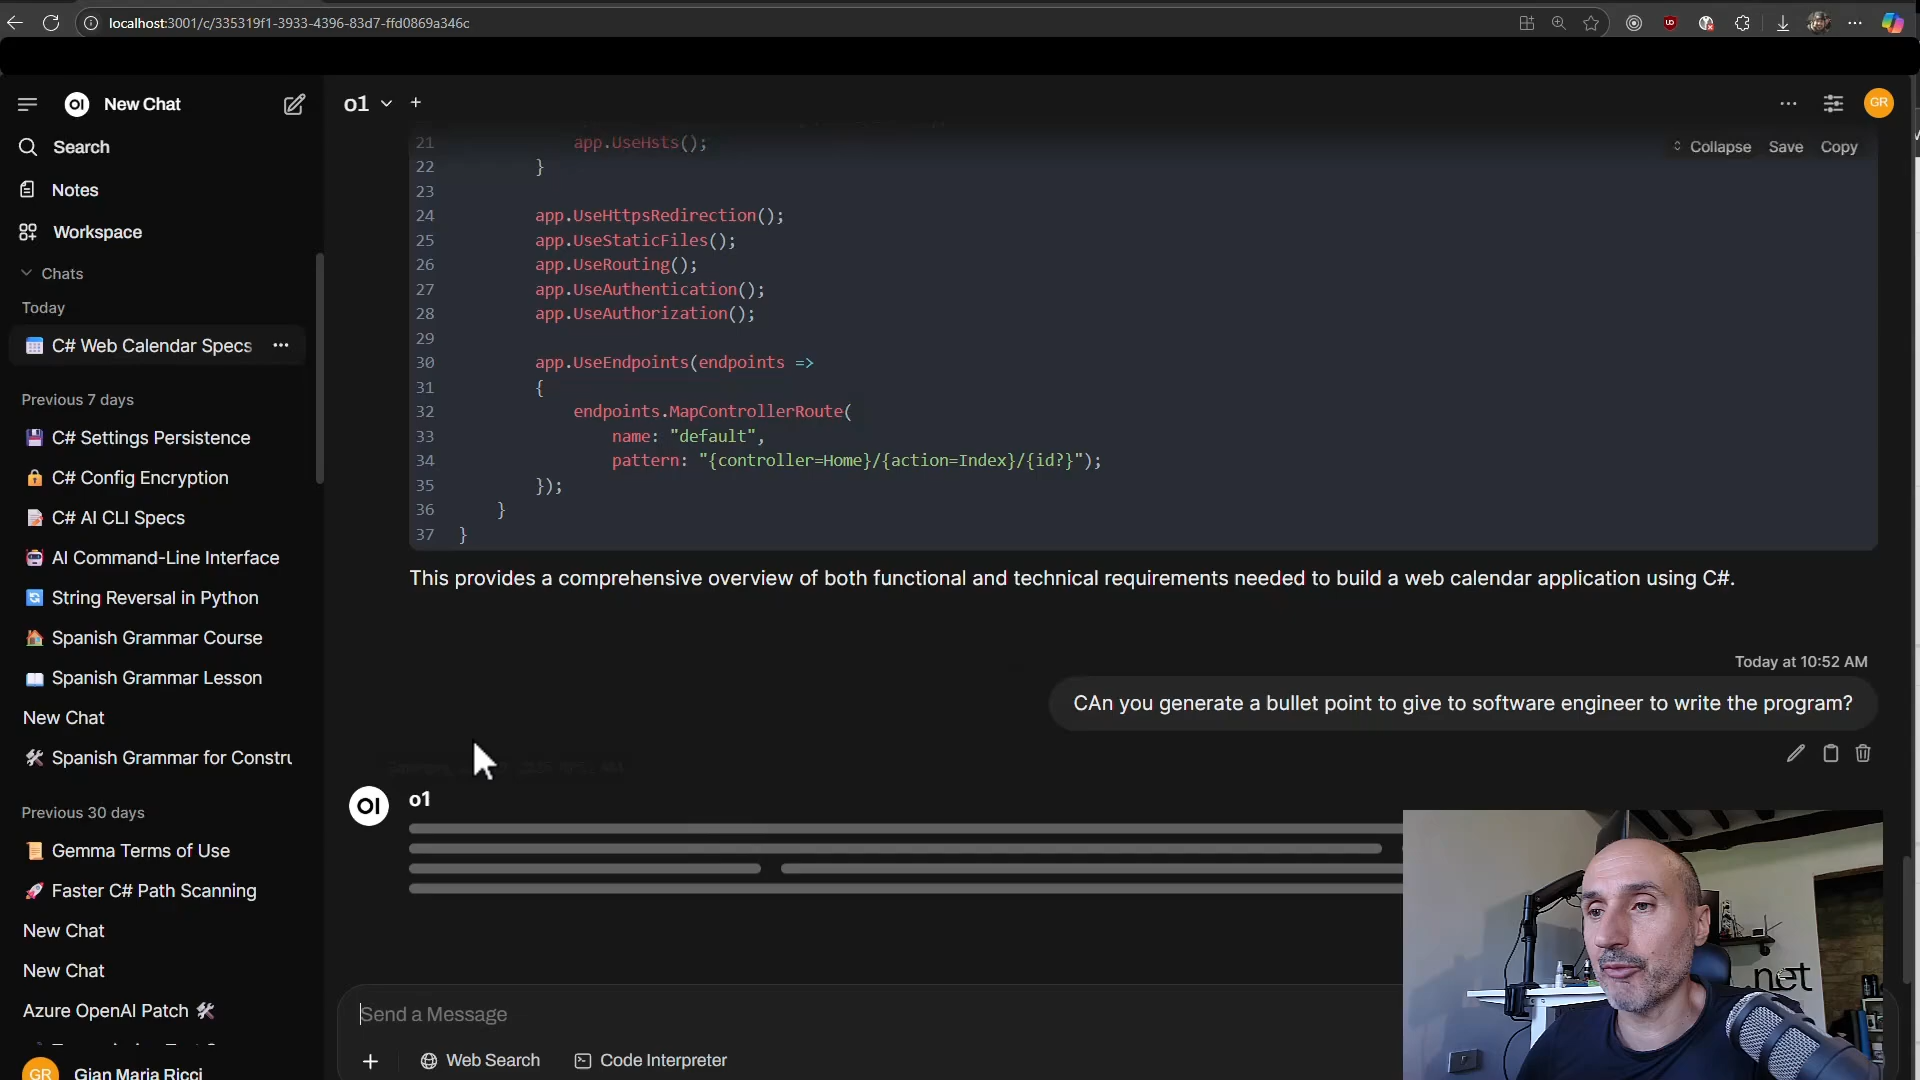 localhost:3001/c/335319f1-3933-4396-83d7-ffd0869a346c
OI New Chat
Search
Notes
Workspace
Chats
Today
C# Web Calendar Specs
Previous 7 days
C# Settings Persistence
C# Config Encryption
C# AI CLI Specs
AI Command-Line Interface
String Reversal in Python
Spanish Grammar Course
Spanish Grammar Lesson
New Chat
Spanish Grammar for Constru
Previous 30 days
Gemma Terms of Use
Faster C# Path Scanning
New Chat
New Chat
Azure OpenAI Patch
GR Gian Maria Ricci
o1
GR
Collapse Save Copy
21 app.UseHsts();
22 }
23
24 app.UseHttpsRedirection();
25 app.UseStaticFiles();
26 app.UseRouting();
27 app.UseAuthentication();
28 app.UseAuthorization();
29
30 app.UseEndpoints(endpoints =>
31 {
32 endpoints.MapControllerRoute(
33 name: "default",
34 pattern: "{controller=Home}/{action=Index}/{id?}");
35 });
36 }
37 }
This provides a comprehensive overview of both functional and technical requirements needed to build a web calendar application using C#.
Today at 10:52 AM
CAn you generate a bullet point to give to software engineer to write the program?
OI o1
Send a Message
Web Search Code Interpreter
.net